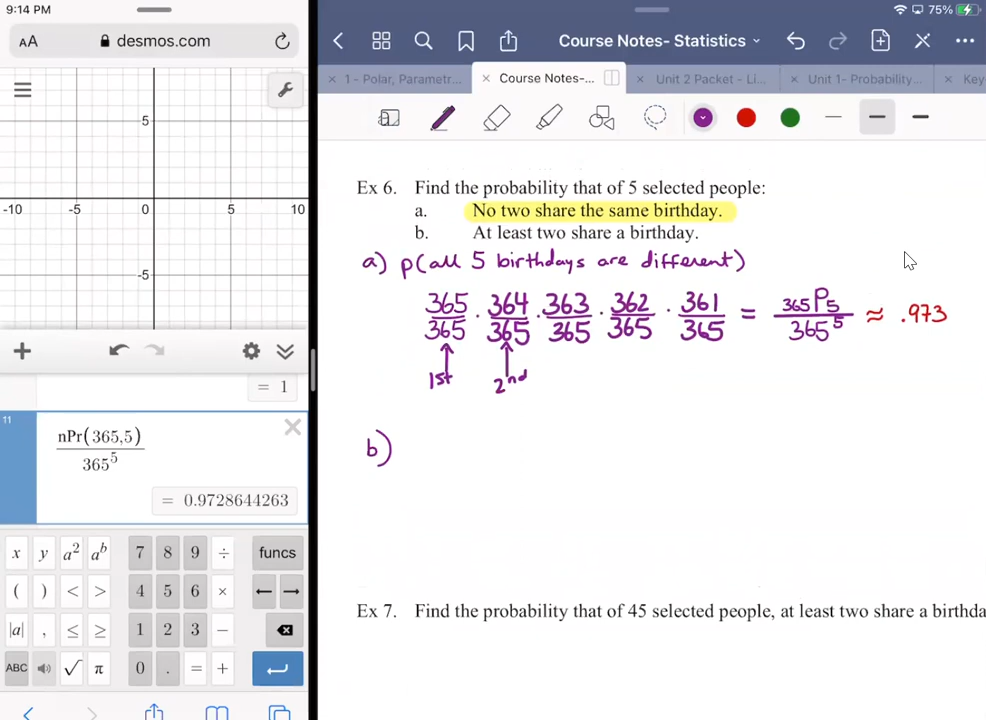 9:14 PM
75%
AA desmos.com
Course Notes- Statistics
1 - Polar, Parametr...
Course Notes-...
Unit 2 Packet - Li...
Unit 1- Probability...
Key
5
-10 -5 0 5 10
-5
= 1
11
nPr(365,5)
365^5
= 0.9728644263
x y a² a^b 7 8 9 ÷ funcs
( ) < > 4 5 6 × ← →
|a| , ≤ ≥ 1 2 3 −
ABC √ π 0 . = +
Ex 6. Find the probability that of 5 selected people:
a. No two share the same birthday.
b. At least two share a birthday.
a) p(all 5 birthdays are different)
365/365 · 364/365 · 363/365 · 362/365 · 361/365 = 365P5/365^5 ≈ .973
1st 2nd
b)
Ex 7. Find the probability that of 45 selected people, at least two share a birthda